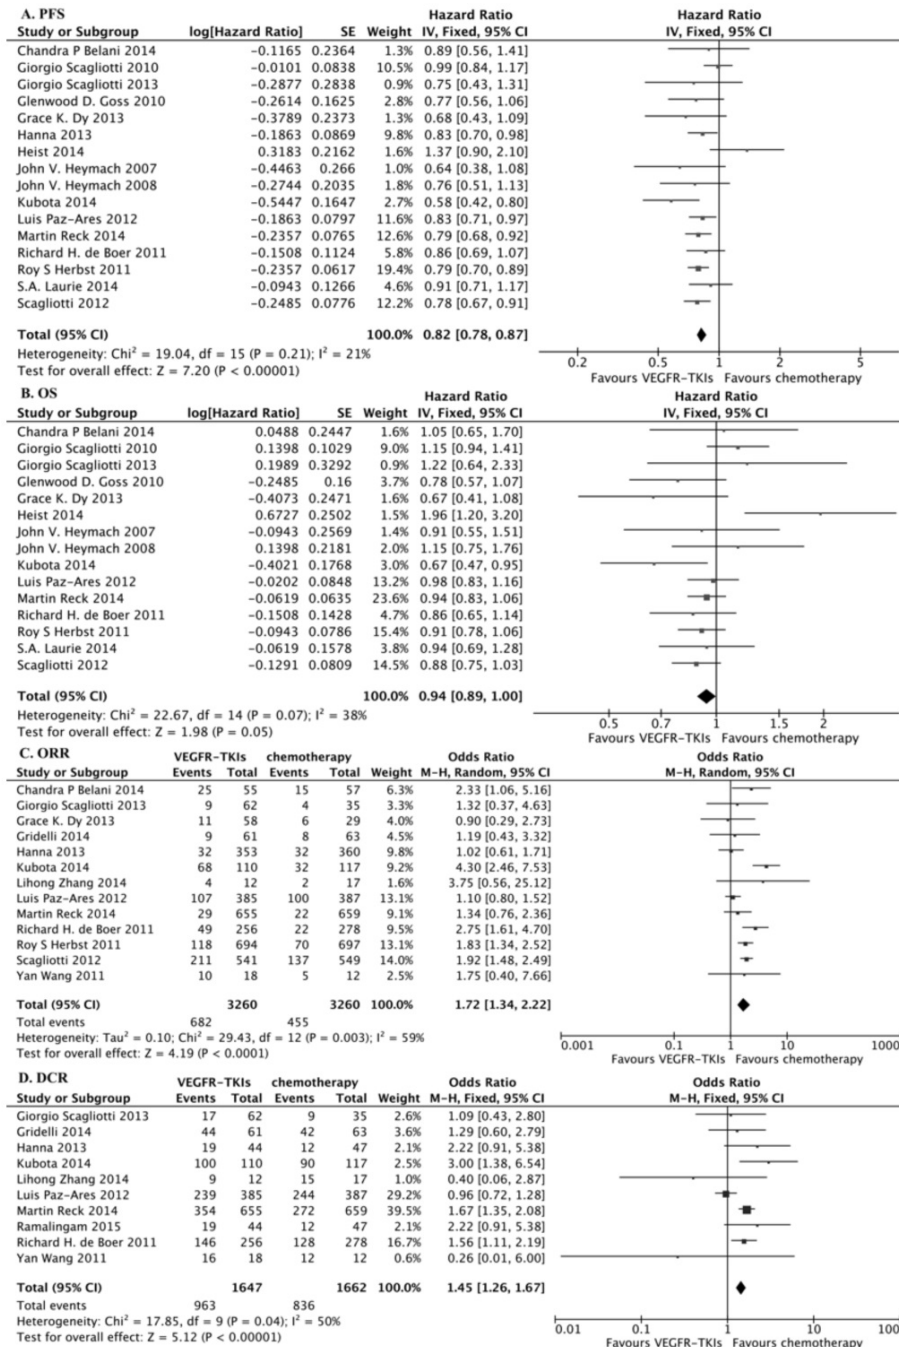 A. PFS
Hazard Ratio Hazard Ratio
Study or Subgroup log[Hazard Ratio] SE Weight IV, Fixed, 95% CI IV, Fixed, 95% CI
Chandra P Belani 2014 -0.1165 0.2364 1.3% 0.89 [0.56, 1.41]
Giorgio Scagliotti 2010 -0.0101 0.0838 10.5% 0.99 [0.84, 1.17]
Giorgio Scagliotti 2013 -0.2877 0.2838 0.9% 0.75 [0.43, 1.31]
Glenwood D. Goss 2010 -0.2614 0.1625 2.8% 0.77 [0.56, 1.06]
Grace K. Dy 2013 -0.3789 0.2373 1.3% 0.68 [0.43, 1.09]
Hanna 2013 -0.1863 0.0869 9.8% 0.83 [0.70, 0.98]
Heist 2014 0.3183 0.2162 1.6% 1.37 [0.90, 2.10]
John V. Heymach 2007 -0.4463 0.266 1.0% 0.64 [0.38, 1.08]
John V. Heymach 2008 -0.2744 0.2035 1.8% 0.76 [0.51, 1.13]
Kubota 2014 -0.5447 0.1647 2.7% 0.58 [0.42, 0.80]
Luis Paz-Ares 2012 -0.1863 0.0797 11.6% 0.83 [0.71, 0.97]
Martin Reck 2014 -0.2357 0.0765 12.6% 0.79 [0.68, 0.92]
Richard H. de Boer 2011 -0.1508 0.1124 5.8% 0.86 [0.69, 1.07]
Roy S Herbst 2011 -0.2357 0.0617 19.4% 0.79 [0.70, 0.89]
S.A. Laurie 2014 -0.0943 0.1266 4.6% 0.91 [0.71, 1.17]
Scagliotti 2012 -0.2485 0.0776 12.2% 0.78 [0.67, 0.91]
Total (95% CI) 100.0% 0.82 [0.78, 0.87]
Heterogeneity: Chi² = 19.04, df = 15 (P = 0.21); I² = 21%
Test for overall effect: Z = 7.20 (P < 0.00001)
0.2 0.5 1 2 5
Favours VEGFR-TKIs Favours chemotherapy
B. OS
Hazard Ratio Hazard Ratio
Study or Subgroup log[Hazard Ratio] SE Weight IV, Fixed, 95% CI IV, Fixed, 95% CI
Chandra P Belani 2014 0.0488 0.2447 1.6% 1.05 [0.65, 1.70]
Giorgio Scagliotti 2010 0.1398 0.1029 9.0% 1.15 [0.94, 1.41]
Giorgio Scagliotti 2013 0.1989 0.3292 0.9% 1.22 [0.64, 2.33]
Glenwood D. Goss 2010 -0.2485 0.16 3.7% 0.78 [0.57, 1.07]
Grace K. Dy 2013 -0.4073 0.2471 1.6% 0.67 [0.41, 1.08]
Heist 2014 0.6727 0.2502 1.5% 1.96 [1.20, 3.20]
John V. Heymach 2007 -0.0943 0.2569 1.4% 0.91 [0.55, 1.51]
John V. Heymach 2008 0.1398 0.2181 2.0% 1.15 [0.75, 1.76]
Kubota 2014 -0.4021 0.1768 3.0% 0.67 [0.47, 0.95]
Luis Paz-Ares 2012 -0.0202 0.0848 13.2% 0.98 [0.83, 1.16]
Martin Reck 2014 -0.0619 0.0635 23.6% 0.94 [0.83, 1.06]
Richard H. de Boer 2011 -0.1508 0.1428 4.7% 0.86 [0.65, 1.14]
Roy S Herbst 2011 -0.0943 0.0786 15.4% 0.91 [0.78, 1.06]
S.A. Laurie 2014 -0.0619 0.1578 3.8% 0.94 [0.69, 1.28]
Scagliotti 2012 -0.1291 0.0809 14.5% 0.88 [0.75, 1.03]
Total (95% CI) 100.0% 0.94 [0.89, 1.00]
Heterogeneity: Chi² = 22.67, df = 14 (P = 0.07); I² = 38%
Test for overall effect: Z = 1.98 (P = 0.05)
0.5 0.7 1 1.5 2
Favours VEGFR-TKIs Favours chemotherapy
C. ORR
VEGFR-TKIs chemotherapy Odds Ratio Odds Ratio
Study or Subgroup Events Total Events Total Weight M-H, Random, 95% CI M-H, Random, 95% CI
Chandra P Belani 2014 25 55 15 57 6.3% 2.33 [1.06, 5.16]
Giorgio Scagliotti 2013 9 62 4 35 3.3% 1.32 [0.37, 4.63]
Grace K. Dy 2013 11 58 6 29 4.0% 0.90 [0.29, 2.73]
Gridelli 2014 9 61 8 63 4.5% 1.19 [0.43, 3.32]
Hanna 2013 32 353 32 360 9.8% 1.02 [0.61, 1.71]
Kubota 2014 68 110 32 117 9.2% 4.30 [2.46, 7.53]
Lihong Zhang 2014 4 12 2 17 1.6% 3.75 [0.56, 25.12]
Luis Paz-Ares 2012 107 385 100 387 13.1% 1.10 [0.80, 1.52]
Martin Reck 2014 29 655 22 659 9.1% 1.34 [0.76, 2.36]
Richard H. de Boer 2011 49 256 22 278 9.5% 2.75 [1.61, 4.70]
Roy S Herbst 2011 118 694 70 697 13.1% 1.83 [1.34, 2.52]
Scagliotti 2012 211 541 137 549 14.0% 1.92 [1.48, 2.49]
Yan Wang 2011 10 18 5 12 2.5% 1.75 [0.40, 7.66]
Total (95% CI) 3260 3260 100.0% 1.72 [1.34, 2.22]
Total events 682 455
Heterogeneity: Tau² = 0.10; Chi² = 29.43, df = 12 (P = 0.003); I² = 59%
Test for overall effect: Z = 4.19 (P < 0.0001)
0.001 0.1 1 10 1000
Favours VEGFR-TKIs Favours chemotherapy
D. DCR
VEGFR-TKIs chemotherapy Odds Ratio Odds Ratio
Study or Subgroup Events Total Events Total Weight M-H, Fixed, 95% CI M-H, Fixed, 95% CI
Giorgio Scagliotti 2013 17 62 9 35 2.6% 1.09 [0.43, 2.80]
Gridelli 2014 44 61 42 63 3.6% 1.29 [0.60, 2.79]
Hanna 2013 19 44 12 47 2.1% 2.22 [0.91, 5.38]
Kubota 2014 100 110 90 117 2.5% 3.00 [1.38, 6.54]
Lihong Zhang 2014 9 12 15 17 1.0% 0.40 [0.06, 2.87]
Luis Paz-Ares 2012 239 385 244 387 29.2% 0.96 [0.72, 1.28]
Martin Reck 2014 354 655 272 659 39.5% 1.67 [1.35, 2.08]
Ramalingam 2015 19 44 12 47 2.1% 2.22 [0.91, 5.38]
Richard H. de Boer 2011 146 256 128 278 16.7% 1.56 [1.11, 2.19]
Yan Wang 2011 16 18 12 12 0.6% 0.26 [0.01, 6.00]
Total (95% CI) 1647 1662 100.0% 1.45 [1.26, 1.67]
Total events 963 836
Heterogeneity: Chi² = 17.85, df = 9 (P = 0.04); I² = 50%
Test for overall effect: Z = 5.12 (P < 0.00001)
0.01 0.1 1 10 100
Favours VEGFR-TKIs Favours chemotherapy